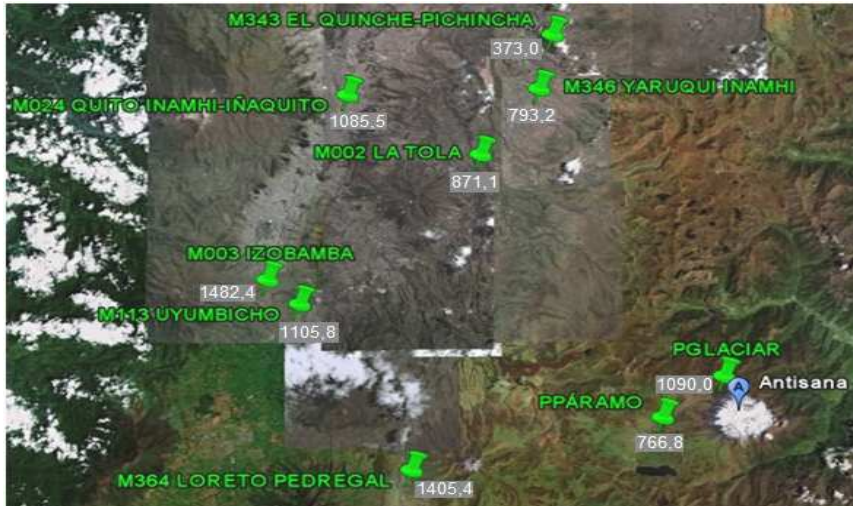 M343 EL QUINCHE-PICHINCHA
373,0
M024 QUITO INAMHI-IÑAQUITO
1085,5
M346 YARUQUI INAMHI
793,2
M002 LA TOLA
871,1
M003 IZOBAMBA
1482,4
M113 UYUMBICHO
1105,8
PGLACIAR
1090,0
A
Antisana
PPÁRAMO
766,8
M364 LORETO PEDREGAL
1405,4